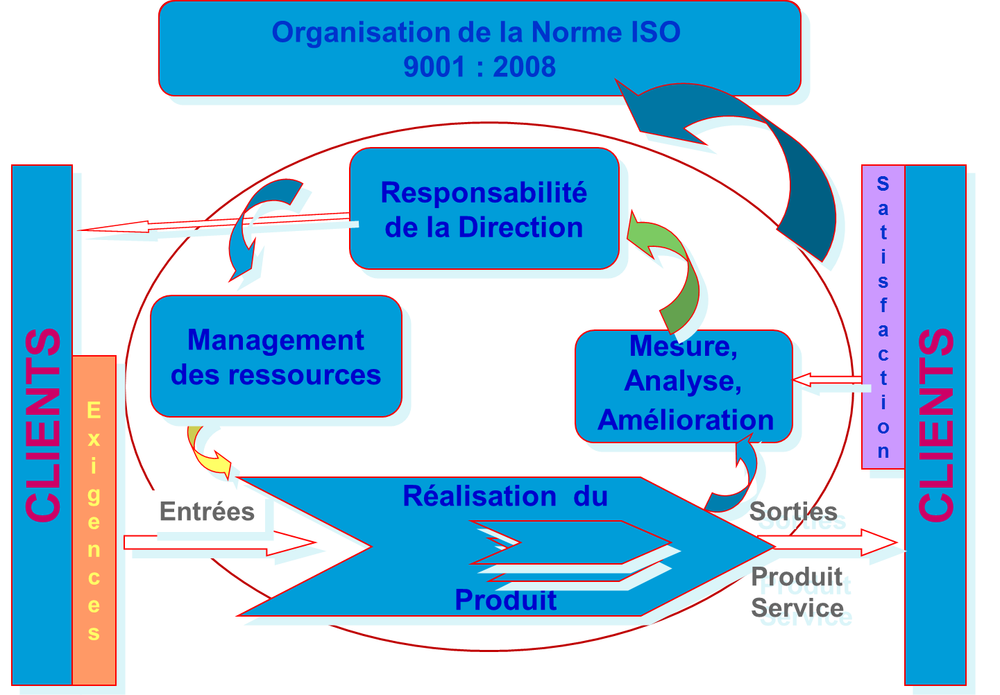 Organisation de la Norme ISO
9001 : 2008
Responsabilité
de la Direction
Management
des ressources
Mesure,
Analyse,
Amélioration
CLIENTS
Exigences
Satisfaction
CLIENTS
Entrées
Réalisation du
Produit
Sorties
Produit
Service